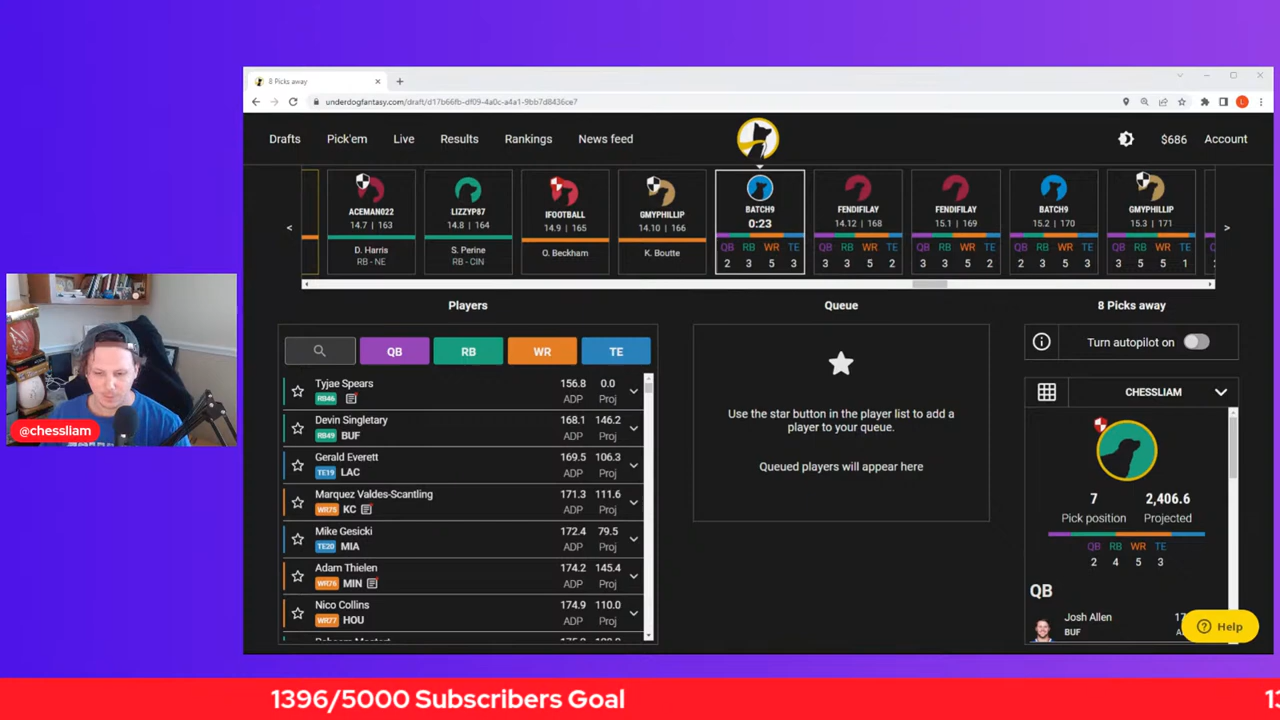 8 Picks away
underdogfantasy.com/draft/d17b66fb-df09-4a0c-a4a1-9bb7d8436ce7
Drafts
Pick'em
Live
Results
Rankings
News feed
$686
Account
<
ACEMAN022
14.7 | 163
D. Harris
RB - NE
LIZZYP87
14.8 | 164
S. Perine
RB - CIN
IFOOTBALL
14.9 | 165
O. Beckham
GMYPHILLIP
14.10 | 166
K. Boutte
BATCH9
0:23
QB RB WR TE
2 3 5 3
FENDIFILAY
14.12 | 168
QB RB WR TE
3 3 5 2
FENDIFILAY
15.1 | 169
QB RB WR TE
3 3 5 2
BATCH9
15.2 | 170
QB RB WR TE
2 3 5 3
GMYPHILLIP
15.3 | 171
QB RB WR TE
2 5 5 1
>
Players
Queue
8 Picks away
QB
RB
WR
TE
Tyjae Spears
RB46
156.8 0.0
ADP Proj
Devin Singletary
RB49 BUF
168.1 146.2
ADP Proj
Gerald Everett
TE19 LAC
169.5 106.3
ADP Proj
Marquez Valdes-Scantling
WR75 KC
171.3 111.6
ADP Proj
Mike Gesicki
TE20 MIA
172.4 79.5
ADP Proj
Adam Thielen
WR76 MIN
174.2 145.4
ADP Proj
Nico Collins
WR77 HOU
174.9 110.0
ADP Proj
Use the star button in the player list to add a
player to your queue.
Queued players will appear here
Turn autopilot on
CHESSLIAM
7
Pick position
2,406.6
Projected
QB RB WR TE
2 4 5 3
QB
Josh Allen
BUF
Help
@chessliam
1396/5000 Subscribers Goal